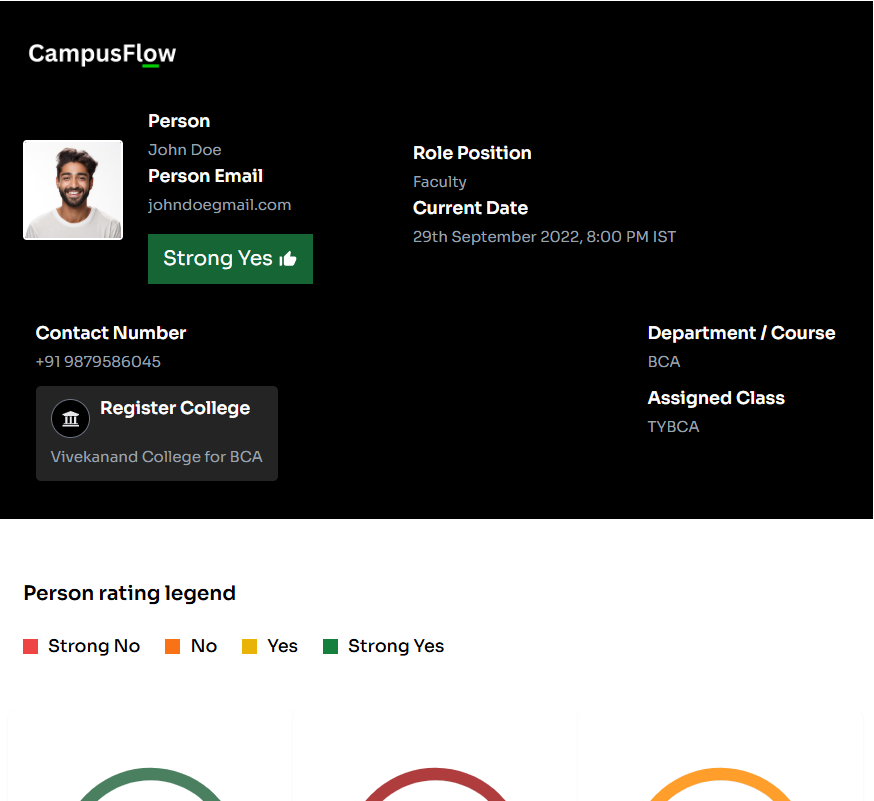 CampusFlow
Person
John Doe
Person Email
johndoegmail.com
Strong Yes
Role Position
Faculty
Current Date
29th September 2022, 8:00 PM IST
Contact Number
+91 9879586045
Register College
Vivekanand College for BCA
Department / Course
BCA
Assigned Class
TYBCA
Person rating legend
Strong No
No
Yes
Strong Yes